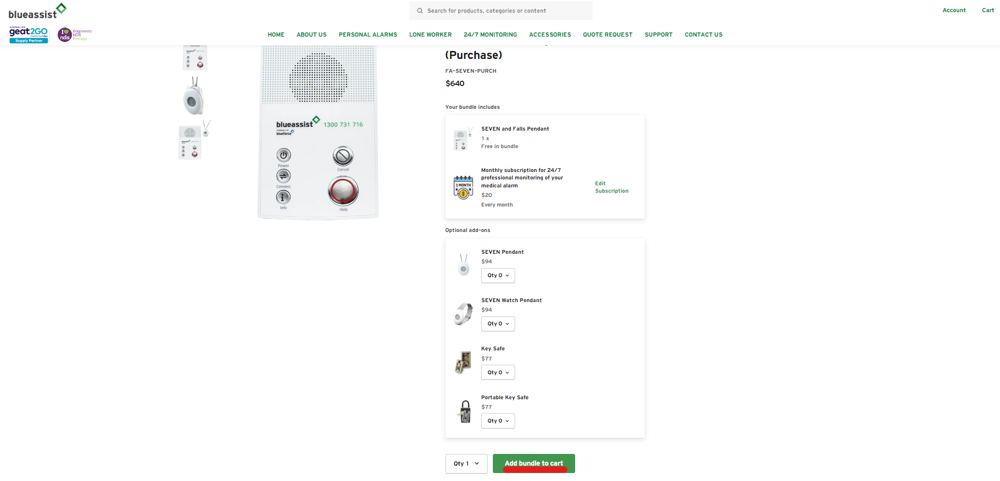 blueassist
Search for products, categories or content
Account
Cart
AUSTRALIAN
geat2GO
Supply Partner
I
ndis
Registered
NDIS
Provider
HOME
ABOUT US
PERSONAL ALARMS
LONE WORKER
24/7 MONITORING
ACCESSORIES
QUOTE REQUEST
SUPPORT
CONTACT US
blueassist
1300 731 716
POWERED BY
blueforce
Power
Cancel
Connect
Info
Help
(Purchase)
FA-SEVEN-PURCH
$640
Your bundle includes
SEVEN and Falls Pendant
1 x
Free in bundle
1 MONTH
$
Monthly subscription for 24/7
professional monitoring of your
medical alarm
$20
Every month
Edit
Subscription
Optional add-ons
SEVEN Pendant
$94
Qty 0
SEVEN Watch Pendant
$94
Qty 0
Key Safe
$77
Qty 0
Portable Key Safe
$77
Qty 0
Qty 1
Add bundle to cart